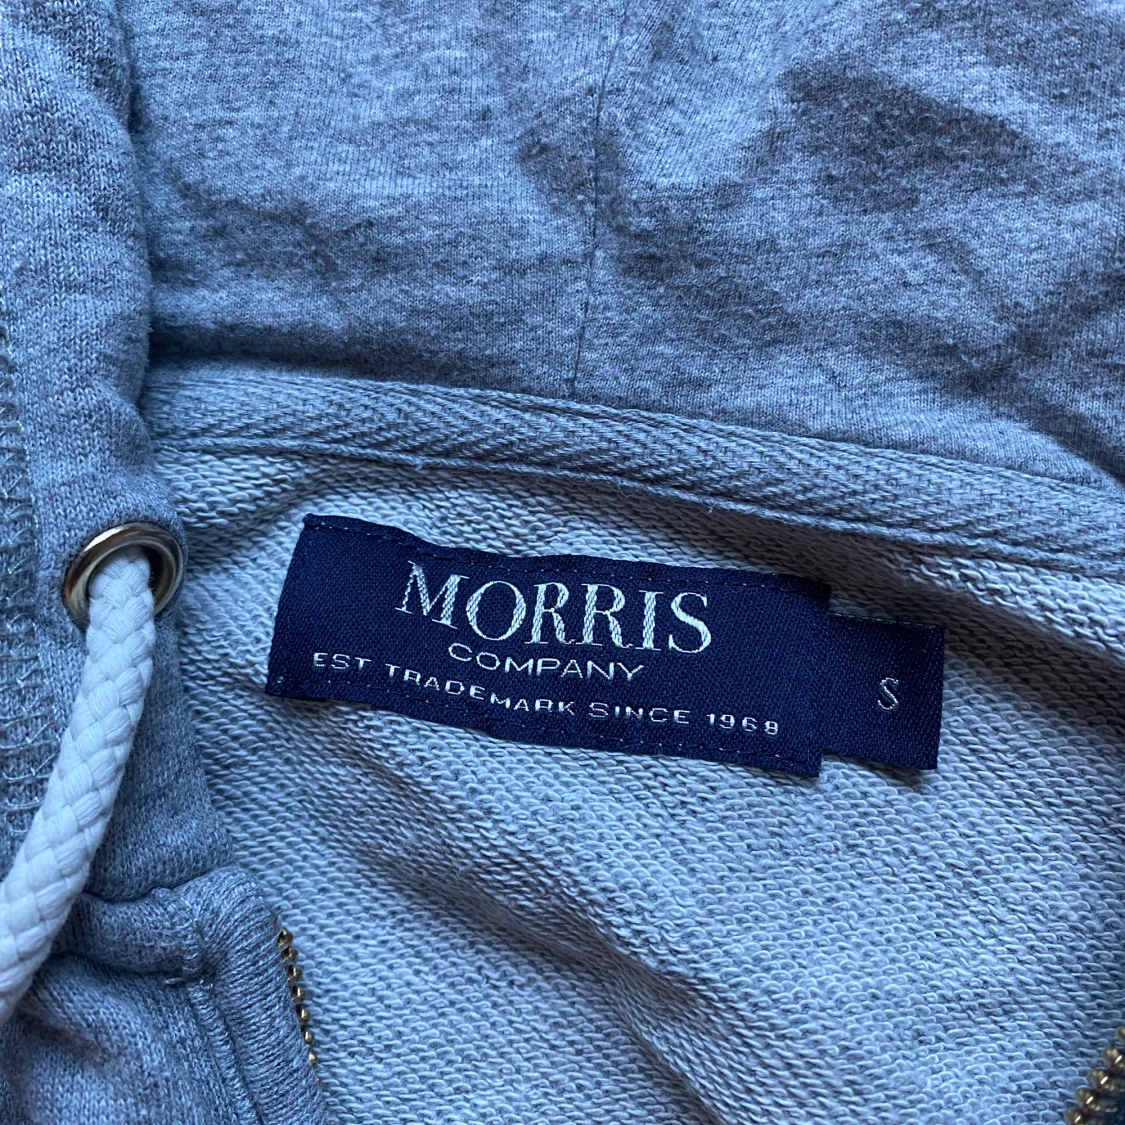 MORRIS
COMPANY
EST TRADEMARK SINCE 1968
S